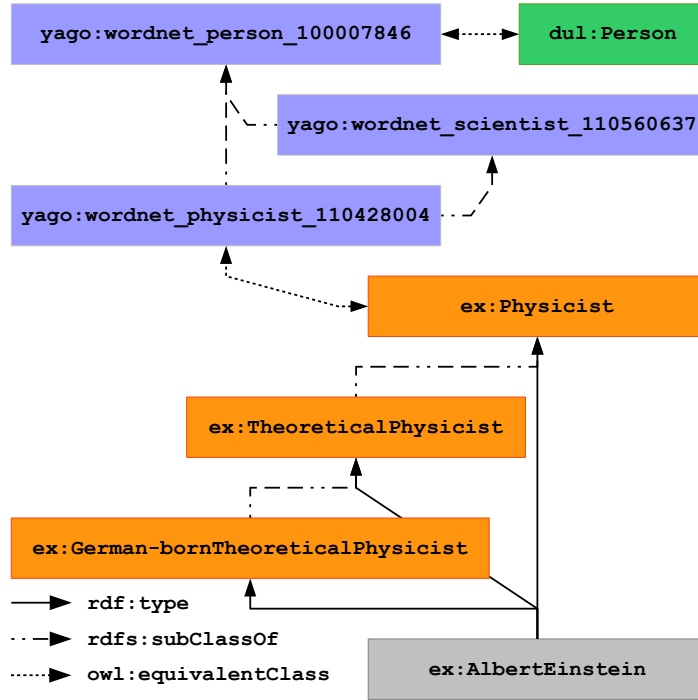 yago:wordnet_person_100007846
dul:Person
yago:wordnet_scientist_110560637
yago:wordnet_physicist_110428004
ex:Physicist
ex:TheoreticalPhysicist
ex:German-bornTheoreticalPhysicist
rdf:type
rdfs:subClassOf
ex:AlbertEinstein
owl:equivalentClass